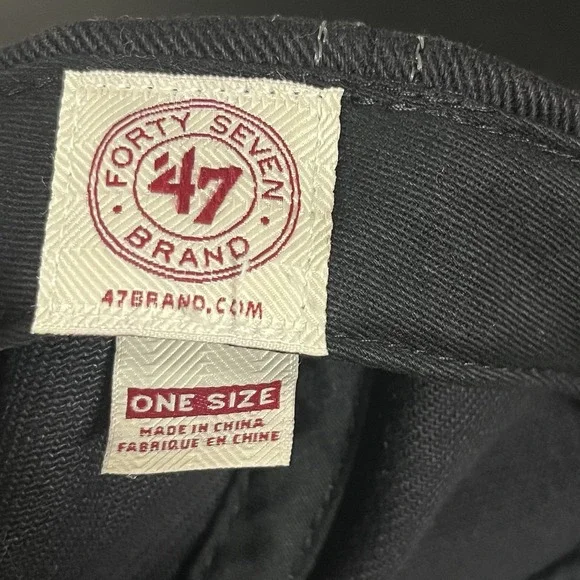 FORTY SEVEN
'47
BRAND
47BRAND.COM
ONE SIZE
MADE IN CHINA
FABRIQUE EN CHINE